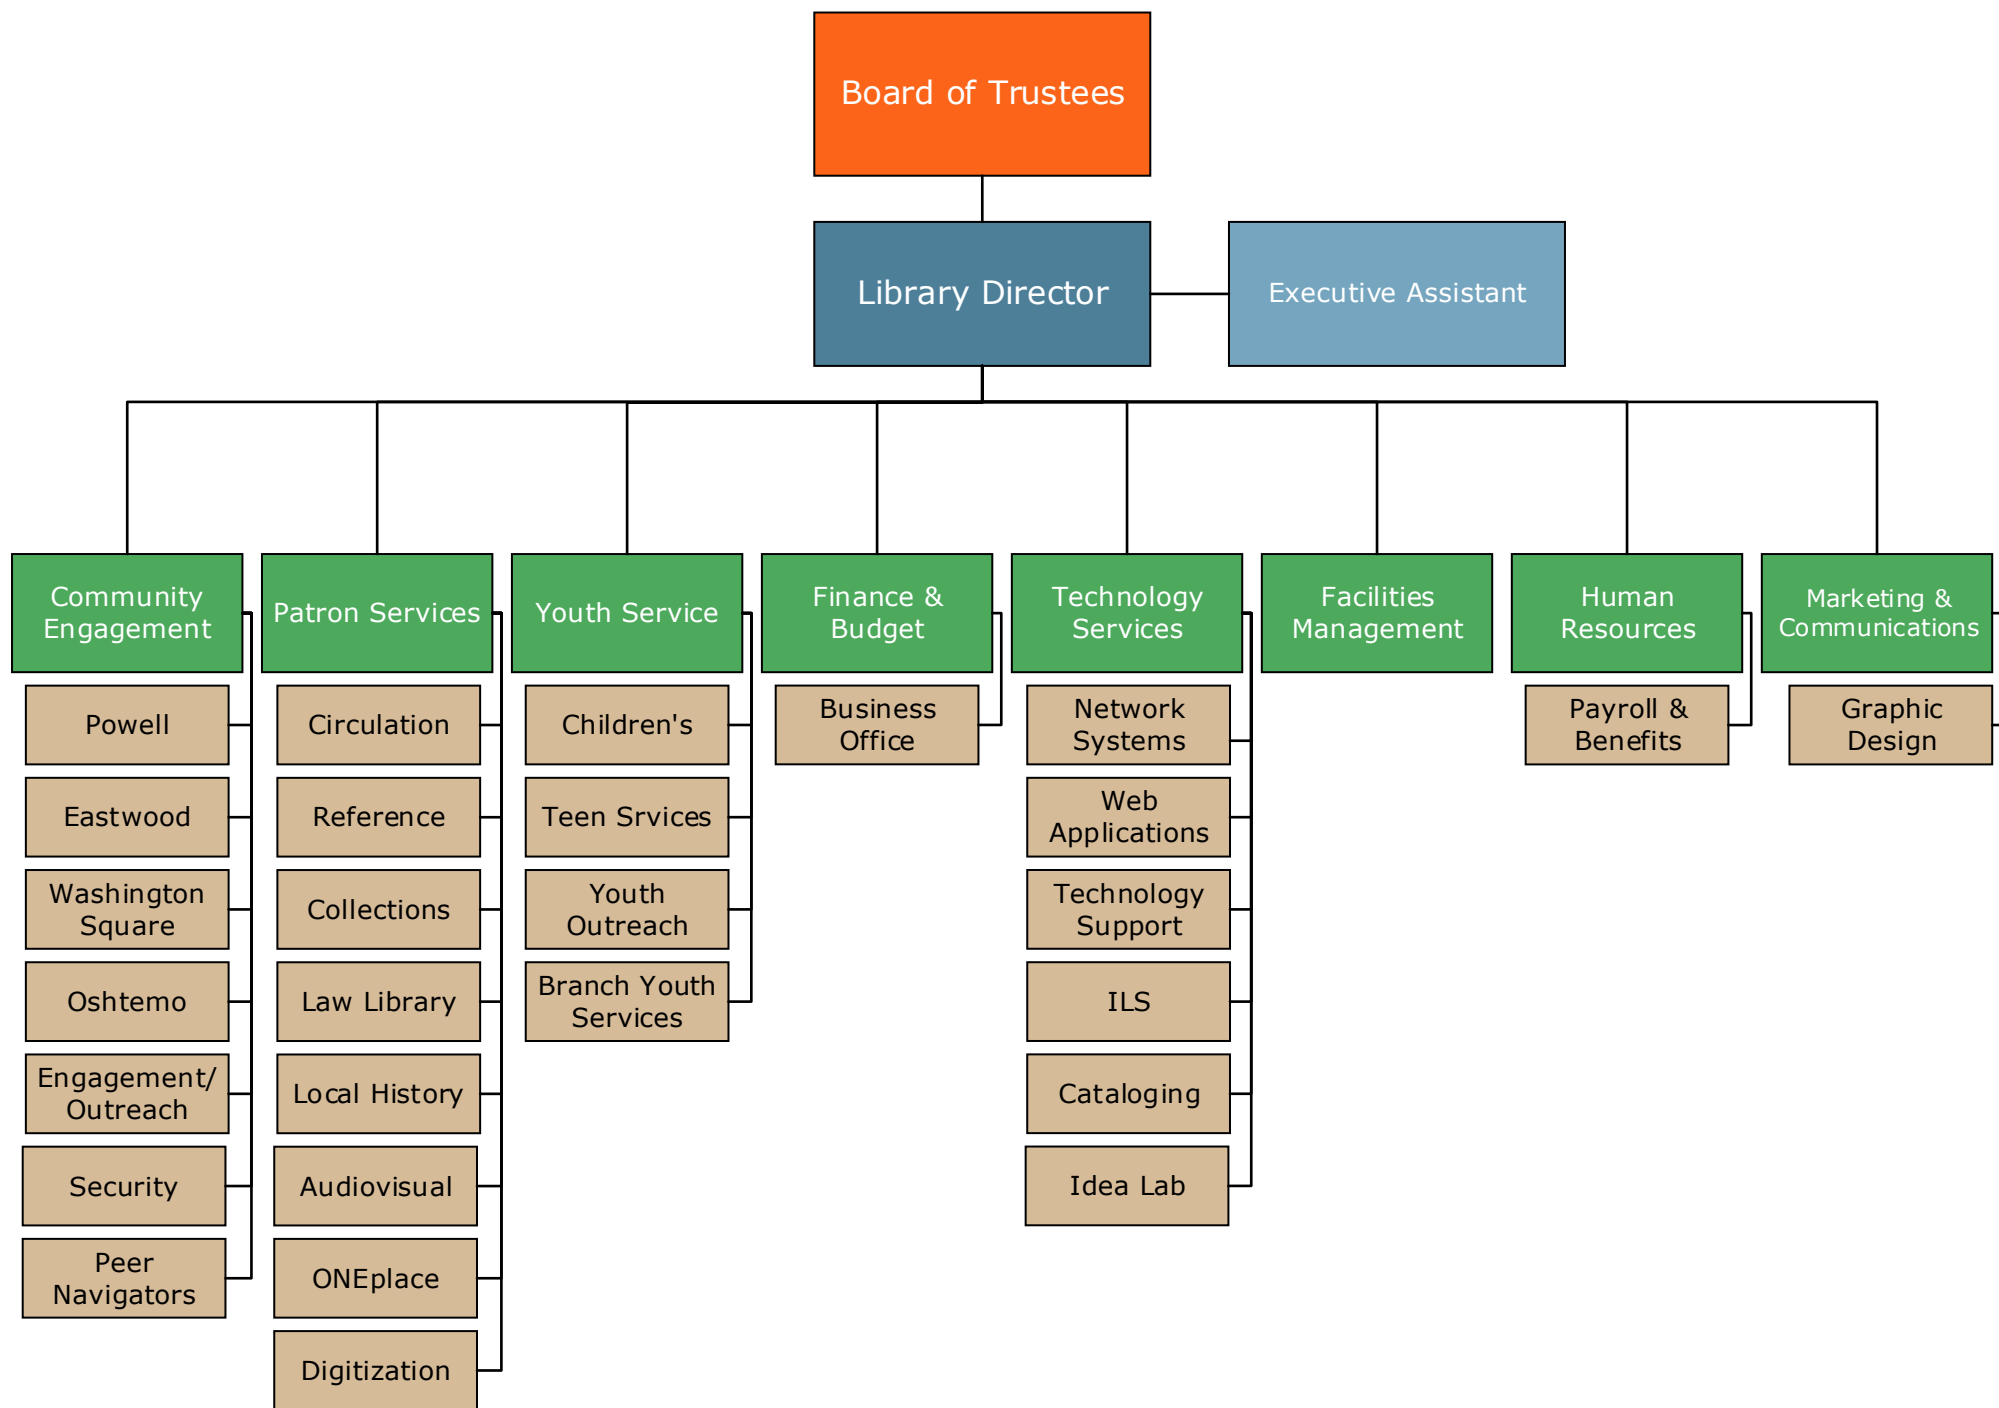 Board of Trustees
Library Director
Executive Assistant
Community
Engagement
Patron Services
Youth Service
Finance &
Budget
Technology
Services
Facilities
Management
Human
Resources
Marketing &
Communications
Powell
Eastwood
Washington
Square
Oshtemo
Engagement/
Outreach
Security
Peer
Navigators
Circulation
Reference
Collections
Law Library
Local History
Audiovisual
ONEplace
Digitization
Children's
Teen Srvices
Youth
Outreach
Branch Youth
Services
Business
Office
Network
Systems
Web
Applications
Technology
Support
ILS
Cataloging
Idea Lab
Payroll &
Benefits
Graphic
Design